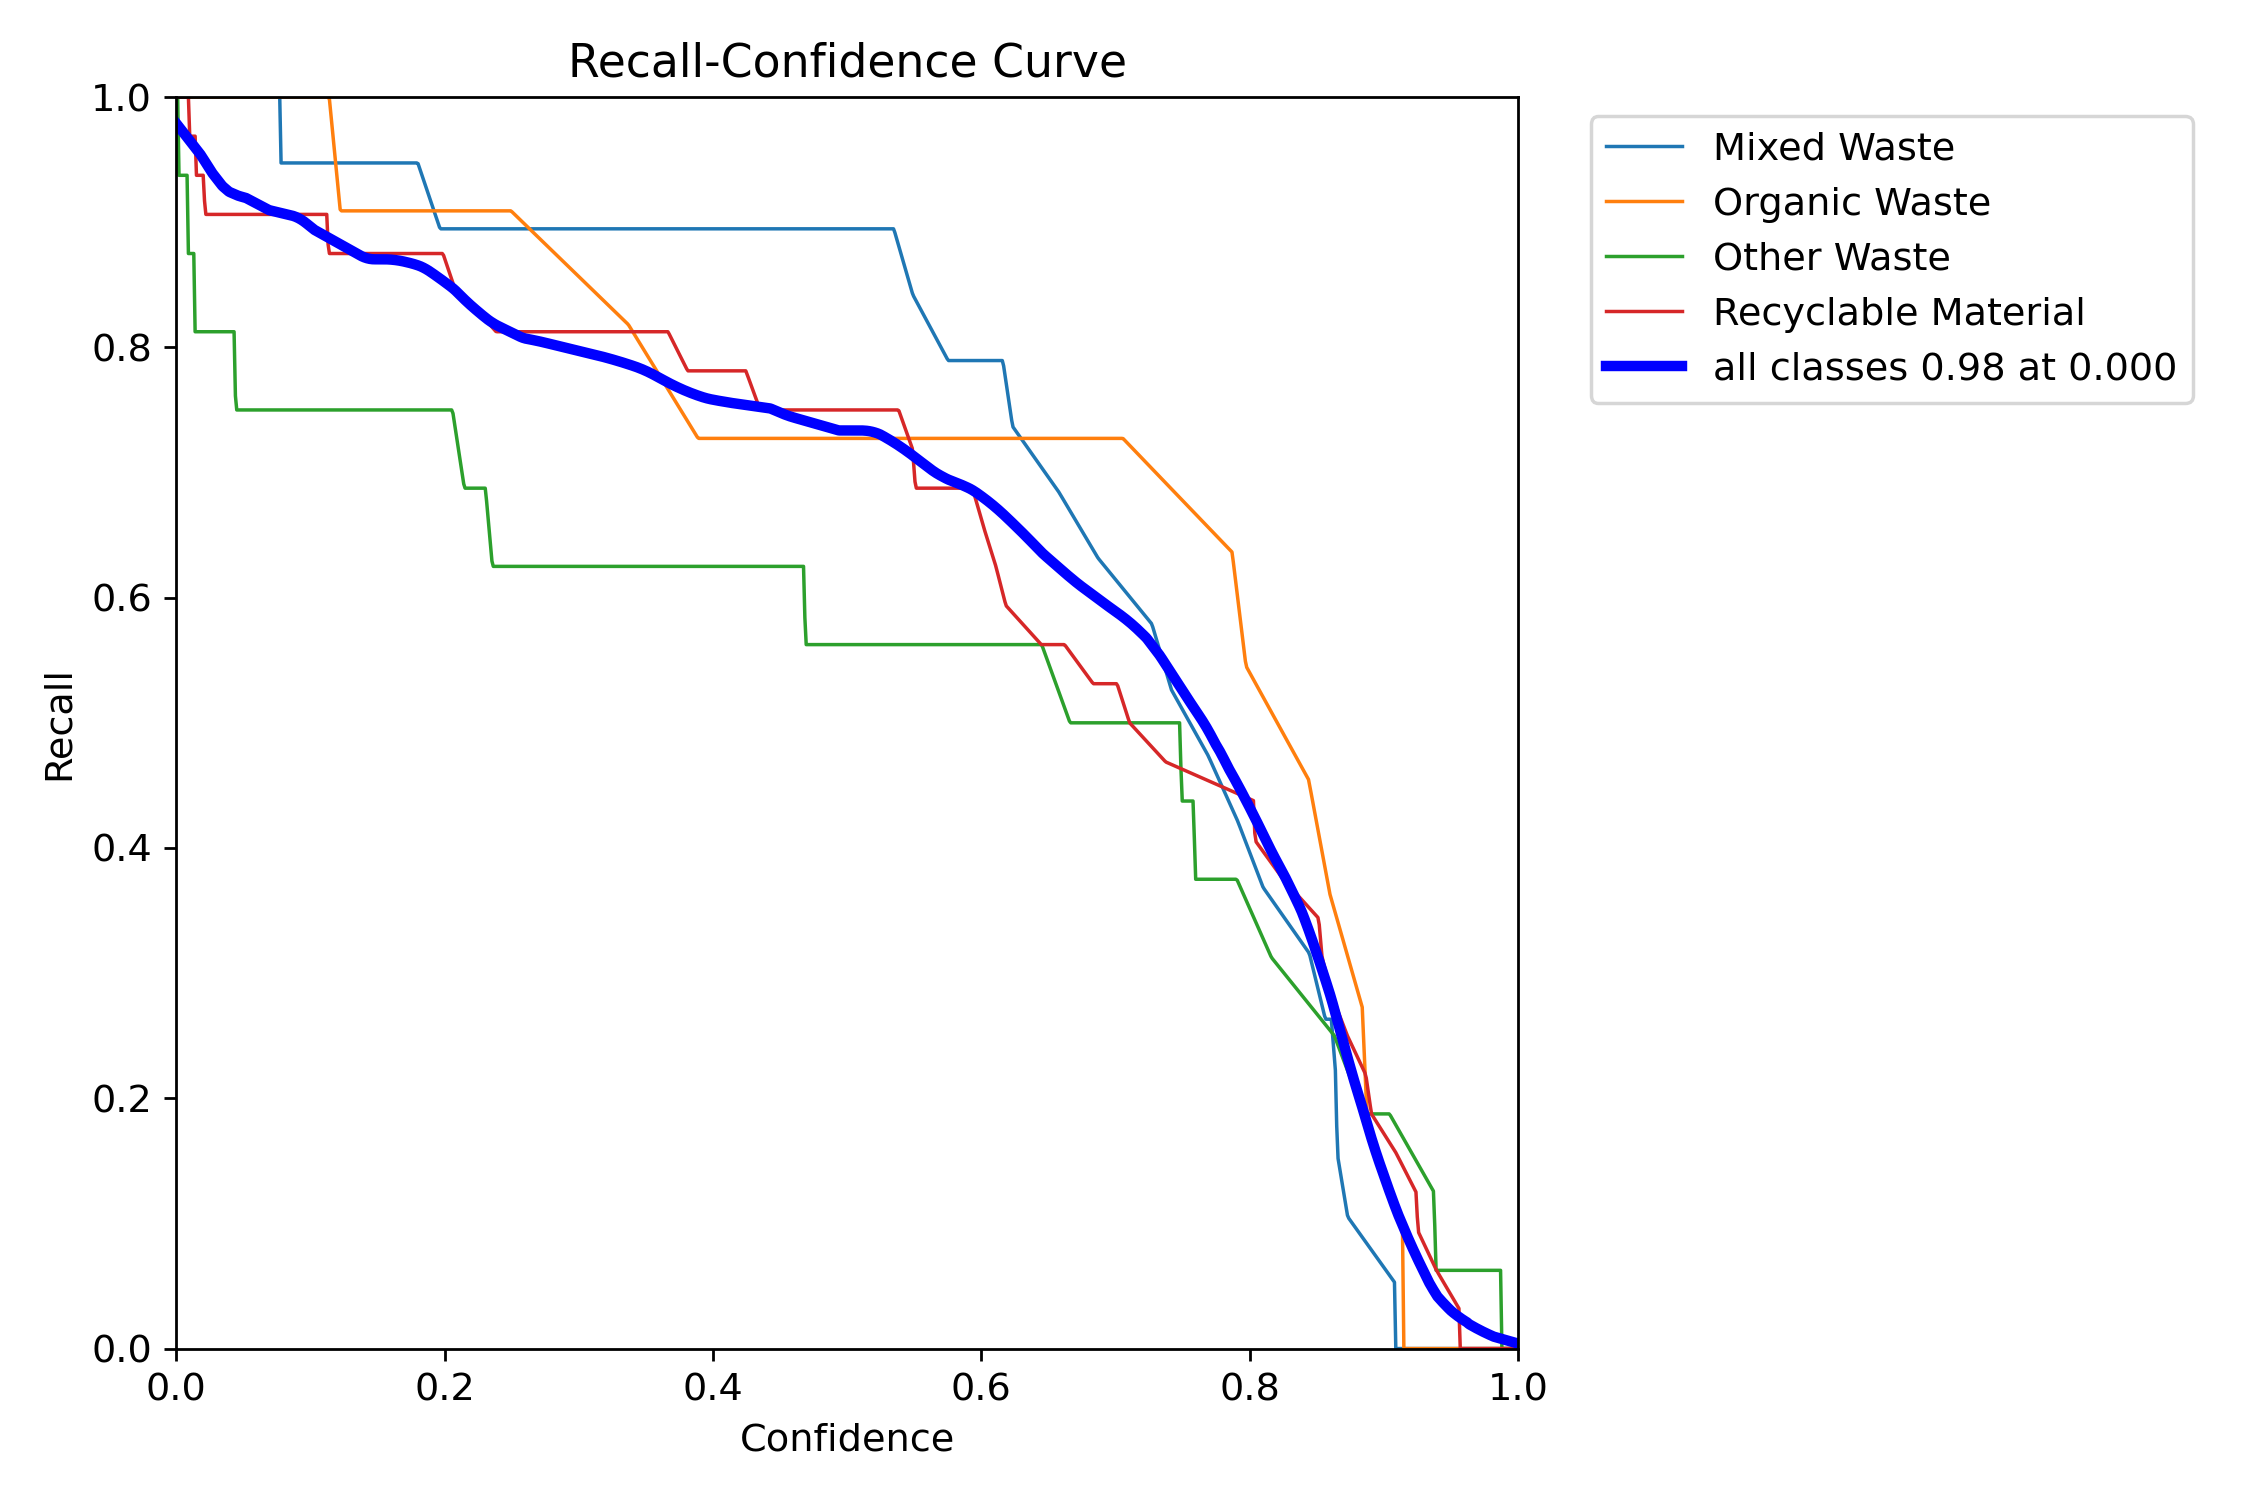 Recall-Confidence Curve
1.0
0.8
0.6
0.4
0.2
0.0
Recall
0.0 0.2 0.4 0.6 0.8 1.0
Confidence
Mixed Waste
Organic Waste
Other Waste
Recyclable Material
all classes 0.98 at 0.000